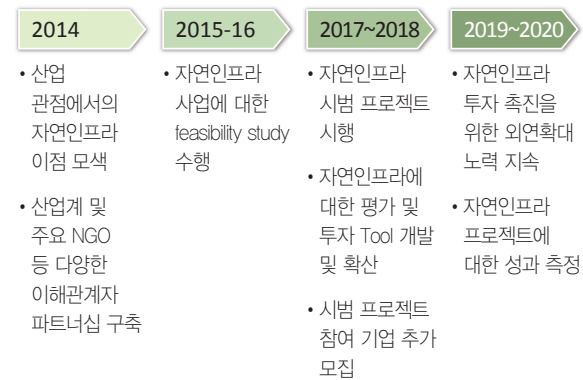 2014
• 산업
관점에서의
자연인프라
이점 모색
• 산업계 및
주요 NGO
등 다양한
이해관계자
파트너십 구축
2015-16
• 자연인프라
사업에 대한
feasibility study
수행
2017~2018
• 자연인프라
시범 프로젝트
시행
• 자연인프라에
대한 평가 및
투자 Tool 개발
및 확산
• 시범 프로젝트
참여 기업 추가
모집
2019~2020
• 자연인프라
투자 촉진을
위한 외연확대
노력 지속
• 자연인프라
프로젝트에
대한 성과 측정